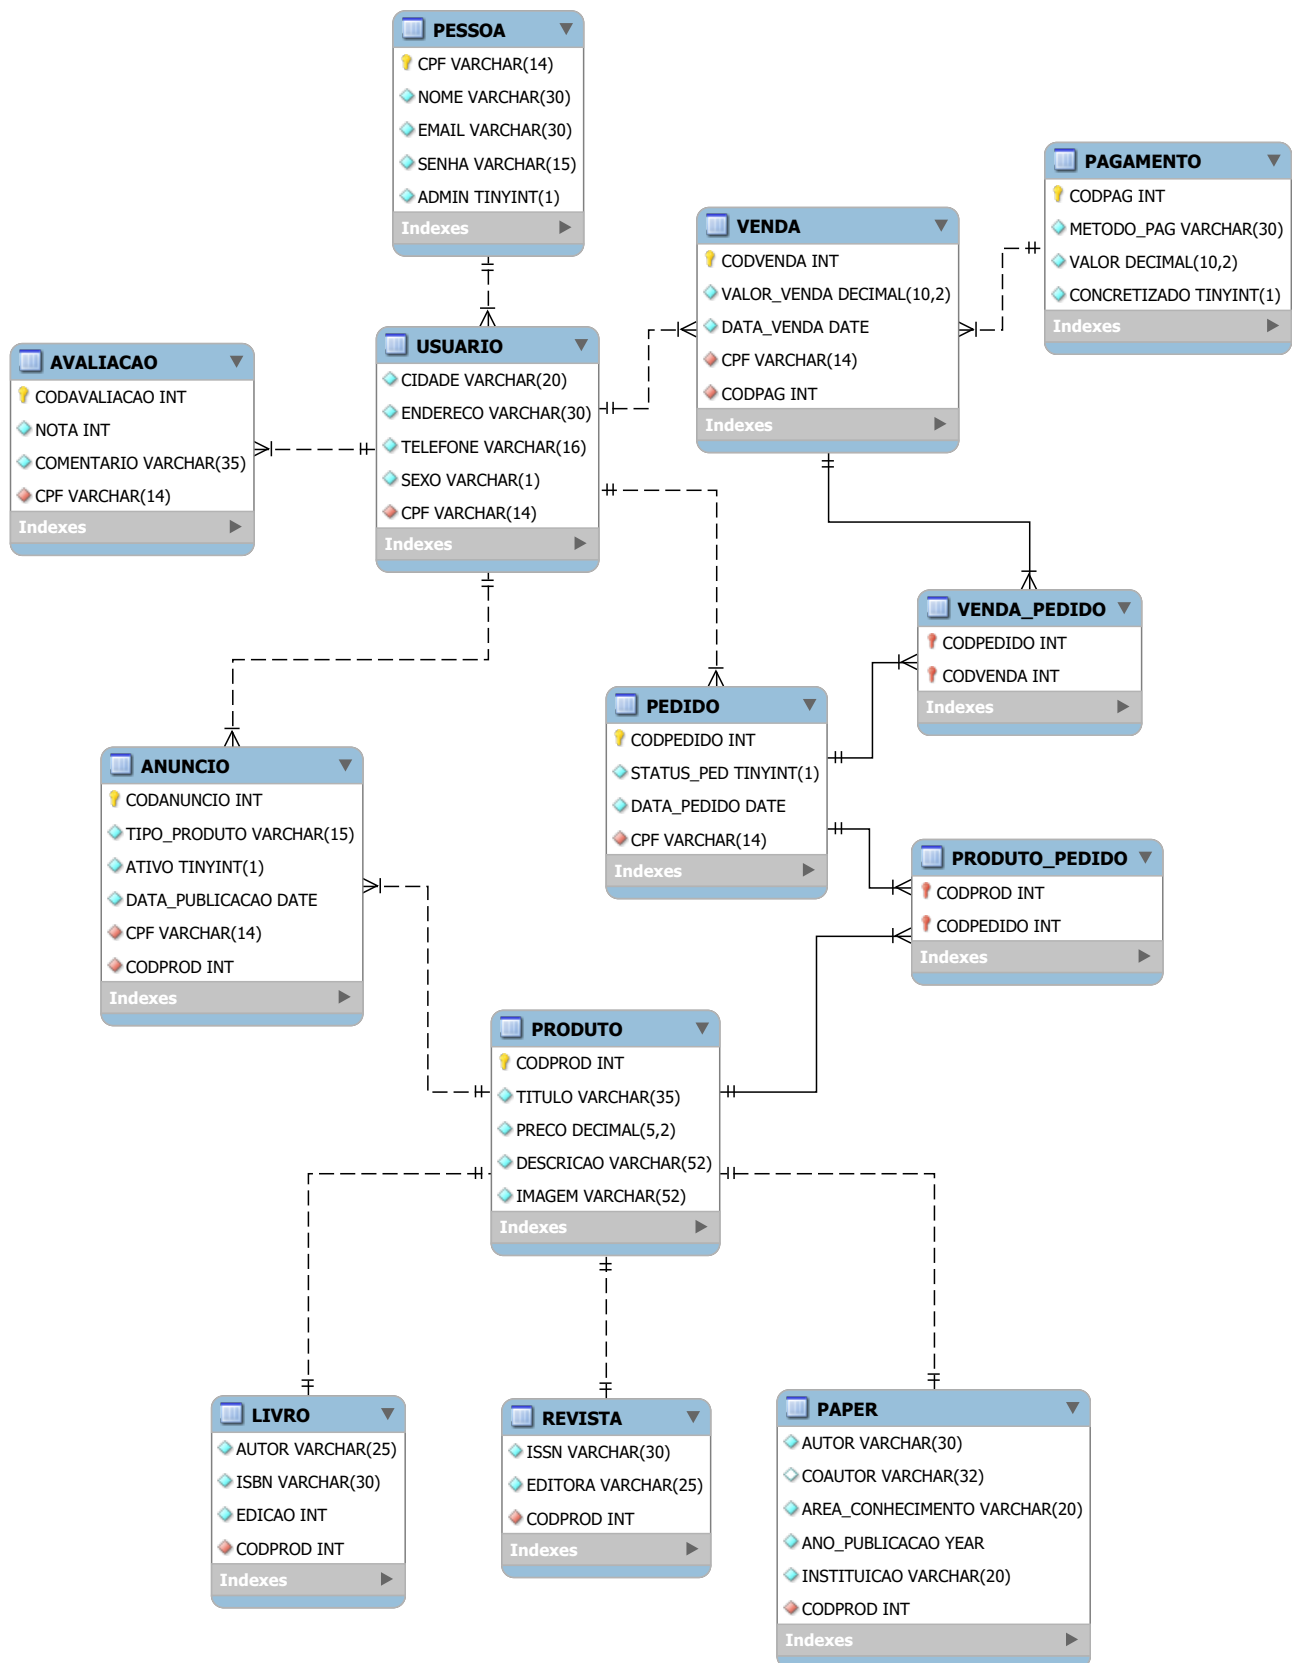 PESSOA
CPF VARCHAR(14)
NOME VARCHAR(30)
EMAIL VARCHAR(30)
SENHA VARCHAR(15)
ADMIN TINYINT(1)
Indexes
PAGAMENTO
CODPAG INT
METODO_PAG VARCHAR(30)
VALOR DECIMAL(10,2)
CONCRETIZADO TINYINT(1)
Indexes
VENDA
CODVENDA INT
VALOR_VENDA DECIMAL(10,2)
DATA_VENDA DATE
CPF VARCHAR(14)
CODPAG INT
Indexes
USUARIO
CIDADE VARCHAR(20)
ENDERECO VARCHAR(30)
TELEFONE VARCHAR(16)
SEXO VARCHAR(1)
CPF VARCHAR(14)
Indexes
AVALIACAO
CODAVALIACAO INT
NOTA INT
COMENTARIO VARCHAR(35)
CPF VARCHAR(14)
Indexes
VENDA_PEDIDO
CODPEDIDO INT
CODVENDA INT
Indexes
PEDIDO
CODPEDIDO INT
STATUS_PED TINYINT(1)
DATA_PEDIDO DATE
CPF VARCHAR(14)
Indexes
ANUNCIO
CODANUNCIO INT
TIPO_PRODUTO VARCHAR(15)
ATIVO TINYINT(1)
DATA_PUBLICACAO DATE
CPF VARCHAR(14)
CODPROD INT
Indexes
PRODUTO_PEDIDO
CODPROD INT
CODPEDIDO INT
Indexes
PRODUTO
CODPROD INT
TITULO VARCHAR(35)
PRECO DECIMAL(5,2)
DESCRICAO VARCHAR(52)
IMAGEM VARCHAR(52)
Indexes
LIVRO
AUTOR VARCHAR(25)
ISBN VARCHAR(30)
EDICAO INT
CODPROD INT
Indexes
REVISTA
ISSN VARCHAR(30)
EDITORA VARCHAR(25)
CODPROD INT
Indexes
PAPER
AUTOR VARCHAR(30)
COAUTOR VARCHAR(32)
AREA_CONHECIMENTO VARCHAR(20)
ANO_PUBLICACAO YEAR
INSTITUICAO VARCHAR(20)
CODPROD INT
Indexes